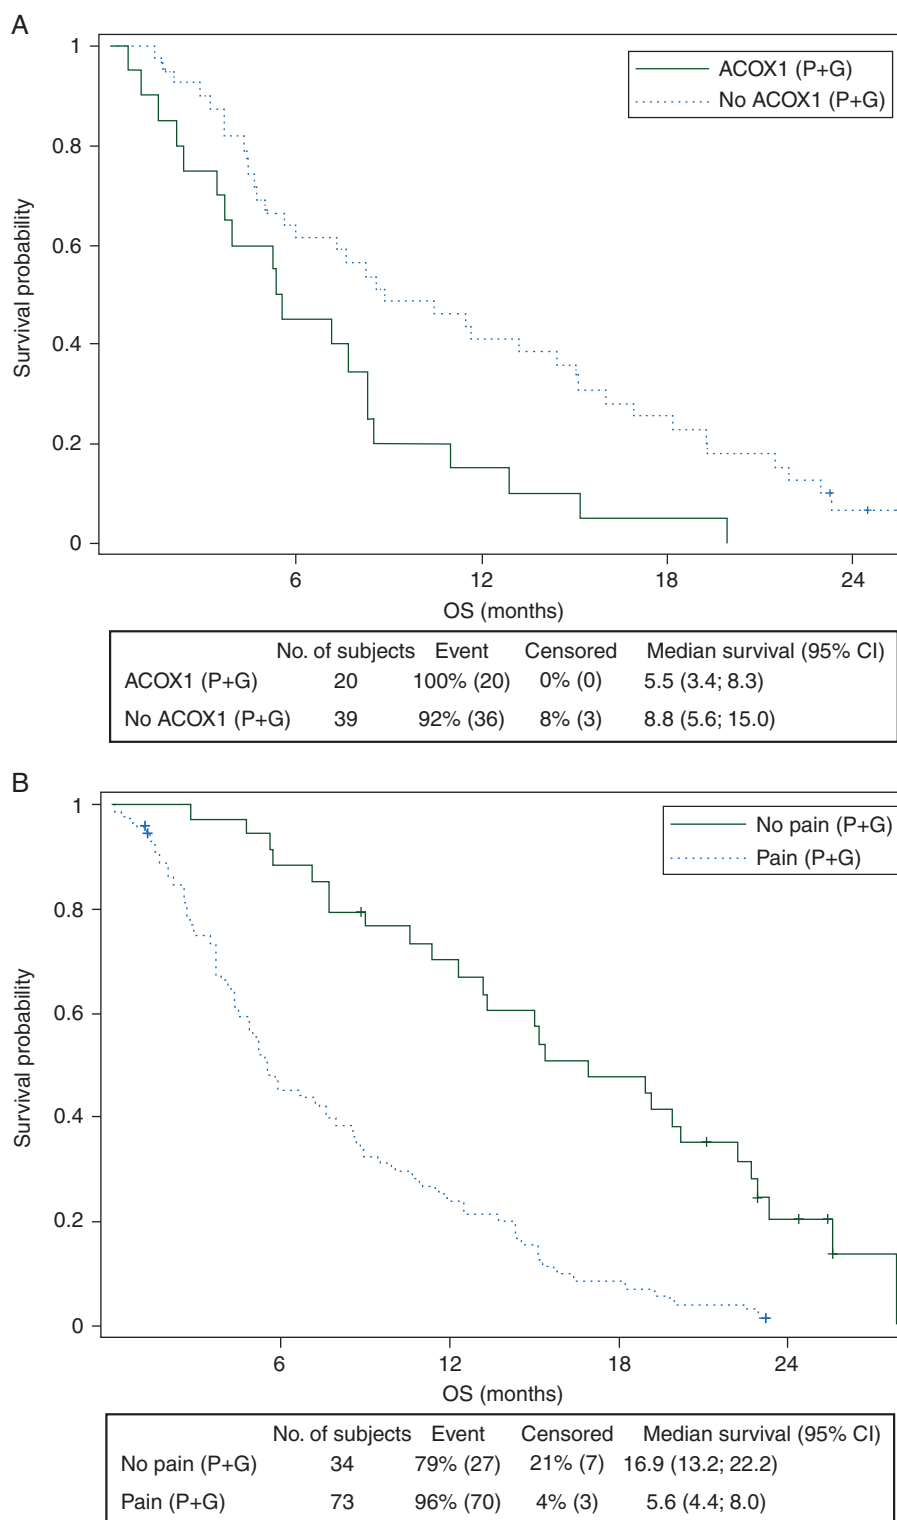 A
1
ACOX1 (P+G)
No ACOX1 (P+G)
0.8
0.6
Survival probability
0.4
0.2
0
6 12 18 24
OS (months)
No. of subjects Event Censored Median survival (95% CI)
ACOX1 (P+G) 20 100% (20) 0% (0) 5.5 (3.4; 8.3)
No ACOX1 (P+G) 39 92% (36) 8% (3) 8.8 (5.6; 15.0)
B
1
No pain (P+G)
Pain (P+G)
0.8
0.6
Survival probability
0.4
0.2
0
6 12 18 24
OS (months)
No. of subjects Event Censored Median survival (95% CI)
No pain (P+G) 34 79% (27) 21% (7) 16.9 (13.2; 22.2)
Pain (P+G) 73 96% (70) 4% (3) 5.6 (4.4; 8.0)